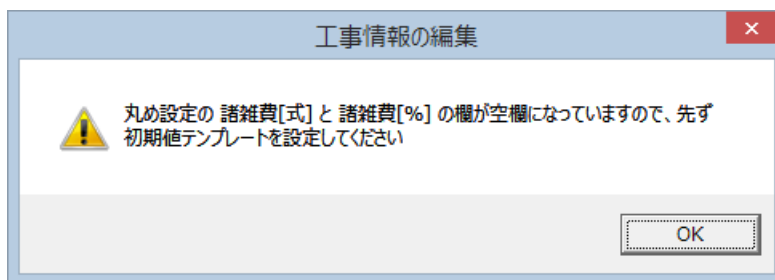 工事情報の編集
丸め設定の 諸雑費[式] と 諸雑費[%] の欄が空欄になっていますので、先ず
初期値テンプレートを設定してください
OK